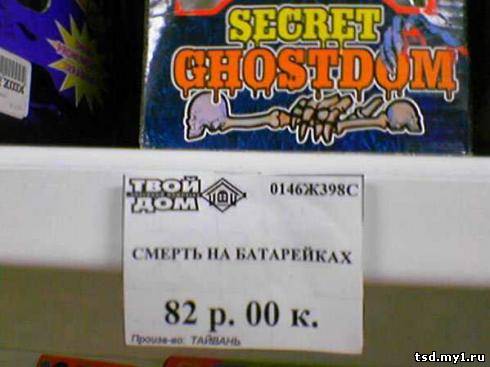 SECRET
GHOSTDOM
ТВОЙ
ДОМ
0146Ж398С
СМЕРТЬ НА БАТАРЕЙКАХ
82 р. 00 к.
Произв-во: ТАЙВАНЬ
tsd.my1.ru